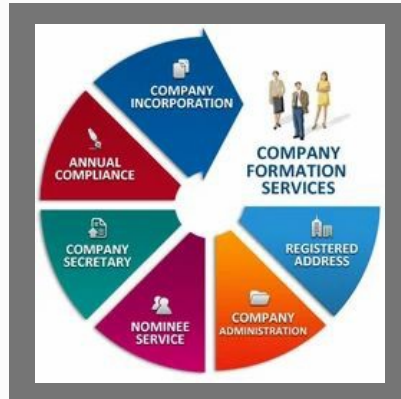 COMPANY
INCORPORATION
COMPANY
FORMATION
SERVICES
ANNUAL
COMPLIANCE
REGISTERED
ADDRESS
COMPANY
SECRETARY
NOMINEE
SERVICE
COMPANY
ADMINISTRATION